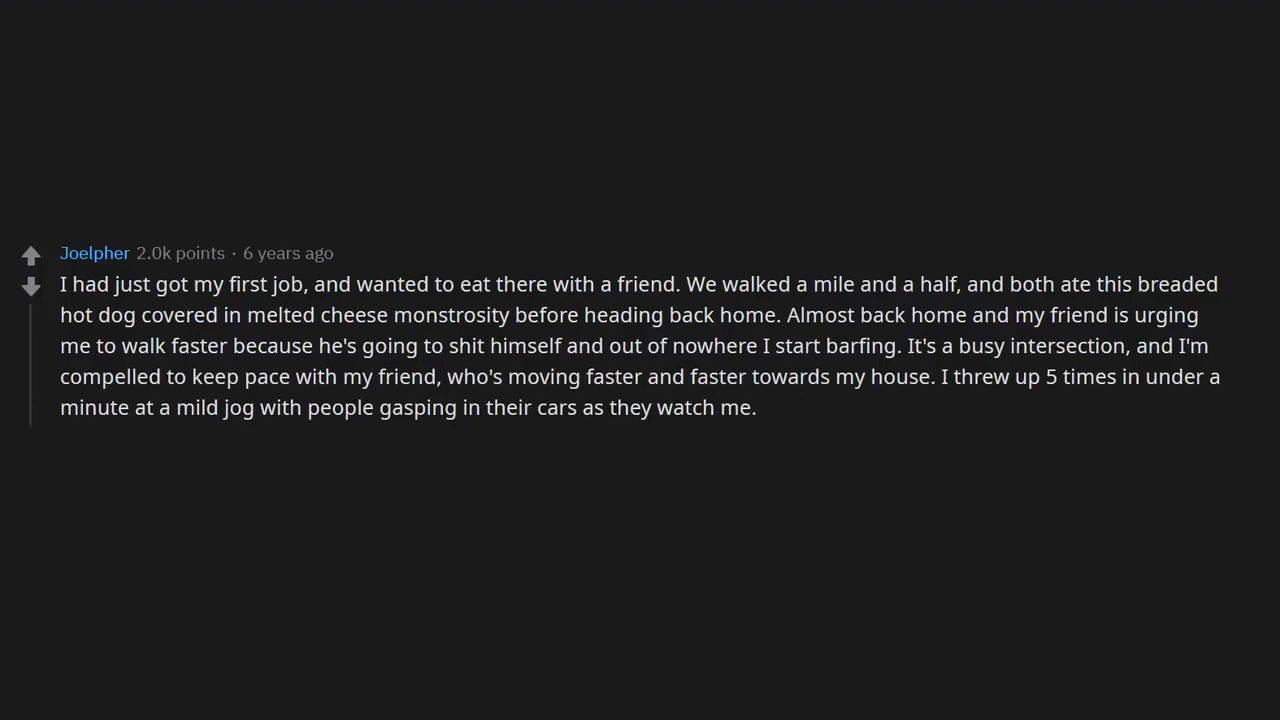 Joelpher 2.0k points · 6 years ago
I had just got my first job, and wanted to eat there with a friend. We walked a mile and a half, and both ate this breaded
hot dog covered in melted cheese monstrosity before heading back home. Almost back home and my friend is urging
me to walk faster because he's going to shit himself and out of nowhere I start barfing. It's a busy intersection, and I'm
compelled to keep pace with my friend, who's moving faster and faster towards my house. I threw up 5 times in under a
minute at a mild jog with people gasping in their cars as they watch me.